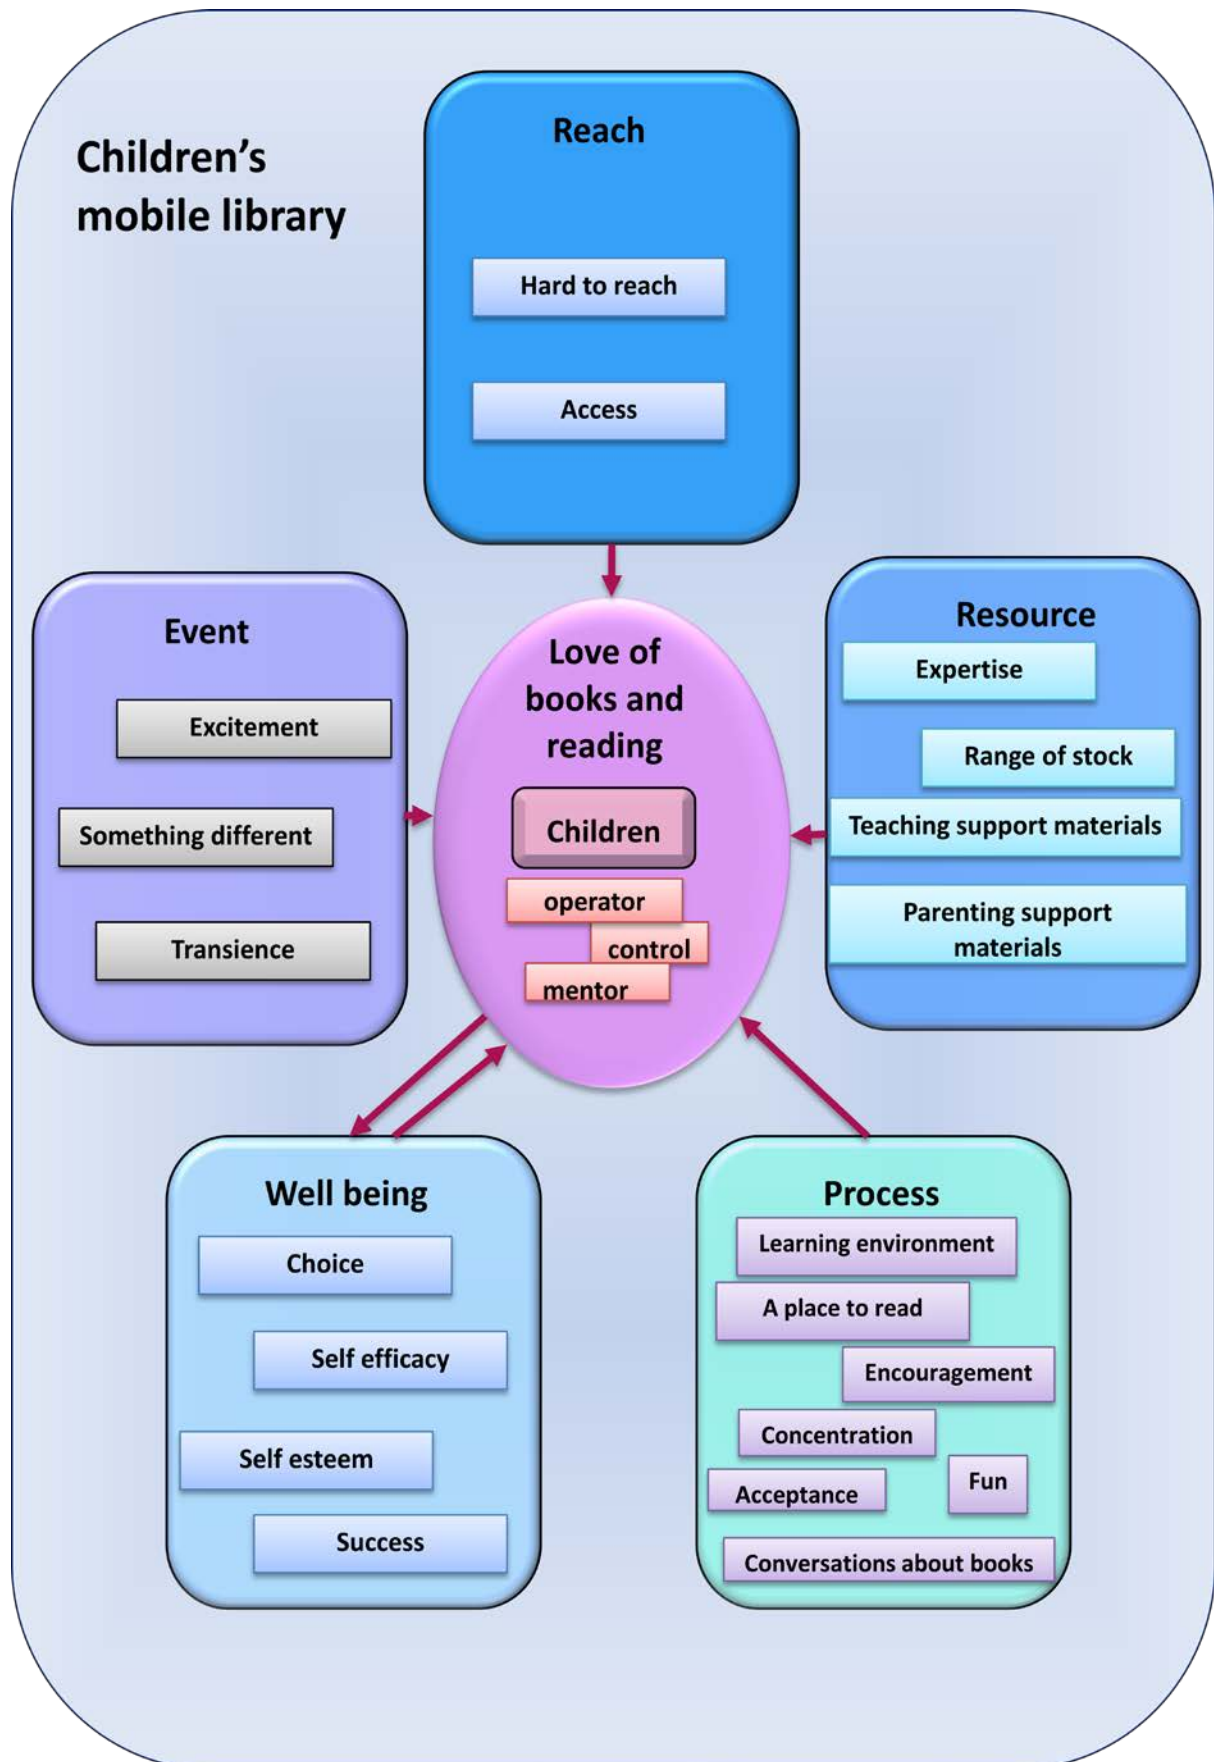 Children’s
mobile library
Reach
Hard to reach
Access
Event
Excitement
Something different
Transience
Love of
books and
reading
Children
operator
control
mentor
Resource
Expertise
Range of stock
Teaching support materials
Parenting support
materials
Well being
Choice
Self efficacy
Self esteem
Success
Process
Learning environment
A place to read
Encouragement
Concentration
Acceptance
Fun
Conversations about books